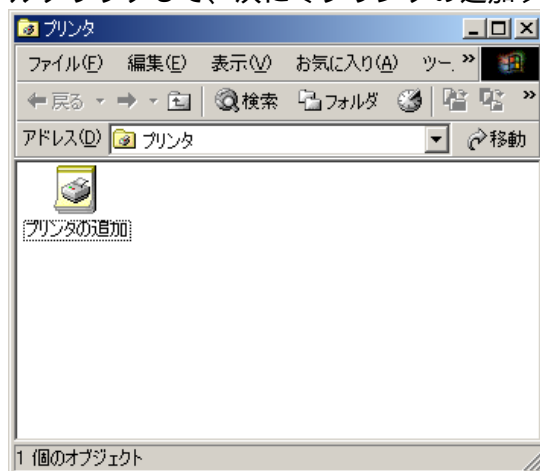 プリンタ
ファイル(F) 編集(E) 表示(V) お気に入り(A) ツー. »
戻る 検索 フォルダ »
アドレス(D) プリンタ 移動
プリンタの追加
1 個のオブジェクト